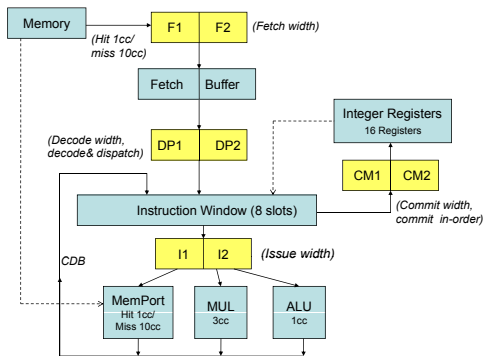 Memory
F1 F2
(Fetch width)
(Hit 1cc/
miss 10cc)
Fetch Buffer
Integer Registers
16 Registers
(Decode width,
decode& dispatch)
DP1 DP2
CM1 CM2
(Commit width,
commit in-order)
Instruction Window (8 slots)
I1 I2
(Issue width)
CDB
MemPort
Hit 1cc/
Miss 10cc
MUL
3cc
ALU
1cc